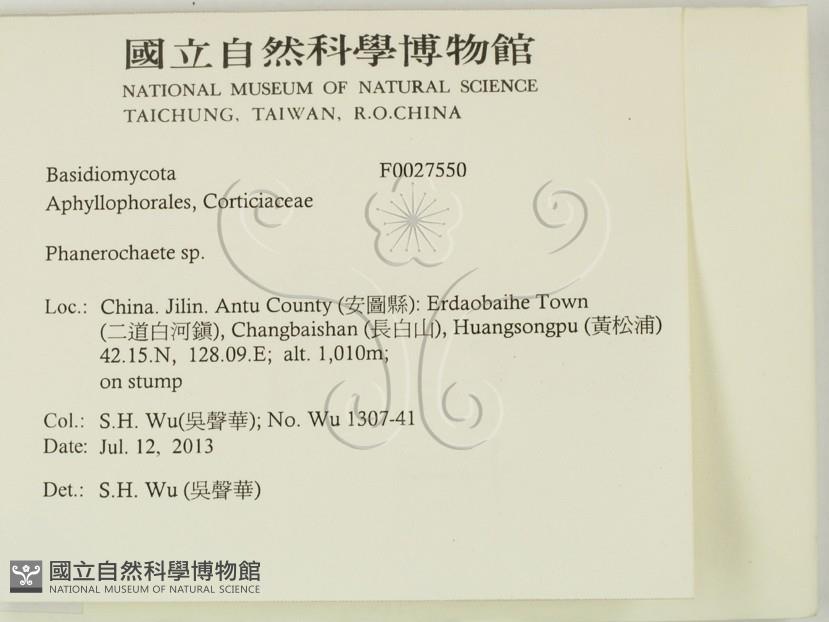 國立自然科學博物館
NATIONAL MUSEUM OF NATURAL SCIENCE
TAICHUNG, TAIWAN, R.O.CHINA
Basidiomycota F0027550
Aphyllophorales, Corticiaceae
Phanerochaete sp.
Loc.: China. Jilin. Antu County (安圖縣): Erdaobaihe Town
(二道白河鎮), Changbaishan (長白山), Huangsongpu (黃松浦)
42.15.N, 128.09.E; alt. 1,010m;
on stump
Col.: S.H. Wu(吳聲華); No. Wu 1307-41
Date: Jul. 12, 2013
Det.: S.H. Wu (吳聲華)
國立自然科學博物館
NATIONAL MUSEUM OF NATURAL SCIENCE